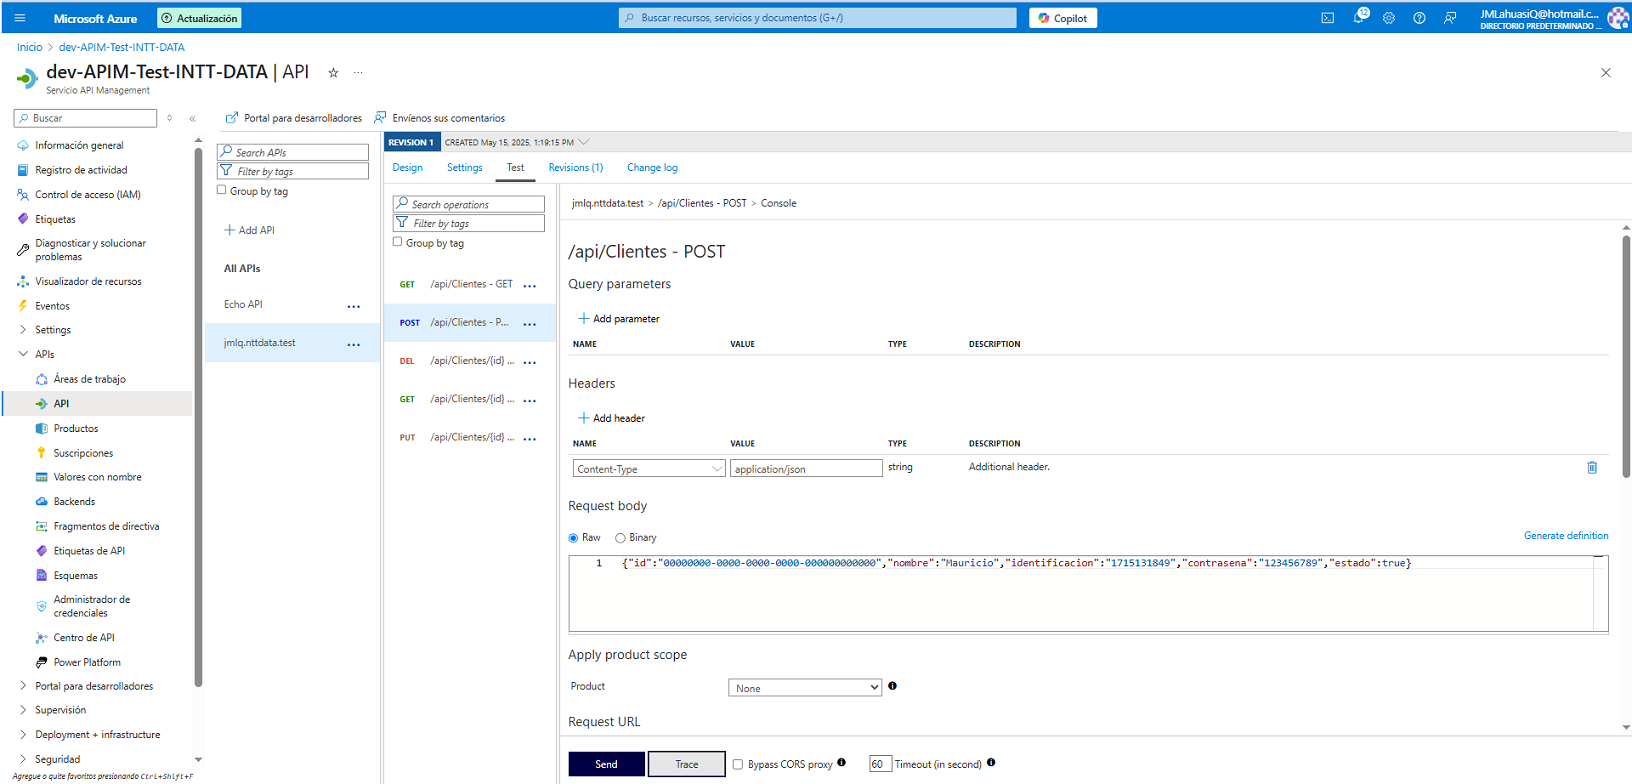 Microsoft Azure
Actualización
Buscar recursos, servicios y documentos (G+/)
Copilot
12
JMLahuasiQ@hotmail.c...
DIRECTORIO PREDETERMINADO ...
Inicio > dev-APIM-Test-INTT-DATA
dev-APIM-Test-INTT-DATA | API
Servicio API Management
Buscar
Información general
Registro de actividad
Control de acceso (IAM)
Etiquetas
Diagnosticar y solucionar
problemas
Visualizador de recursos
Eventos
Settings
APIs
Áreas de trabajo
API
Productos
Suscripciones
Valores con nombre
Backends
Fragmentos de directiva
Etiquetas de API
Esquemas
Administrador de
credenciales
Centro de API
Power Platform
Portal para desarrolladores
Supervisión
Deployment + infrastructure
Seguridad
Agregue o quite favoritos presionando Ctrl+Shift+F
Portal para desarrolladores
Envíenos sus comentarios
Search APIs
Filter by tags
Group by tag
Add API
All APIs
Echo API ...
jmlq.nttdata.test ...
REVISION 1 CREATED May 15, 2025, 1:19:15 PM
Design Settings Test Revisions (1) Change log
Search operations
Filter by tags
Group by tag
GET /api/Clientes - GET ...
POST /api/Clientes - P... ...
DEL /api/Clientes/{id} ... ...
GET /api/Clientes/{id} ... ...
PUT /api/Clientes/{id} ... ...
jmlq.nttdata.test > /api/Clientes - POST > Console
/api/Clientes - POST
Query parameters
Add parameter
NAME VALUE TYPE DESCRIPTION
Headers
Add header
NAME VALUE TYPE DESCRIPTION
Content-Type application/json string Additional header.
Request body
Raw Binary Generate definition
1 {"id":"00000000-0000-0000-0000-000000000000","nombre":"Mauricio","identificacion":"1715131849","contrasena":"123456789","estado":true}
Apply product scope
Product None
Request URL
Send Trace Bypass CORS proxy 60 Timeout (in second)